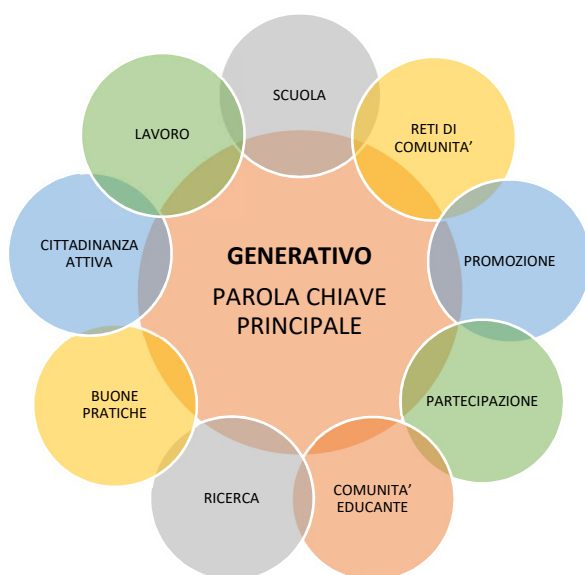 SCUOLA
RETI DI
COMUNITA’
PROMOZIONE
PARTECIPAZIONE
COMUNITA’
EDUCANTE
RICERCA
BUONE
PRATICHE
CITTADINANZA
ATTIVA
LAVORO
GENERATIVO
PAROLA CHIAVE
PRINCIPALE